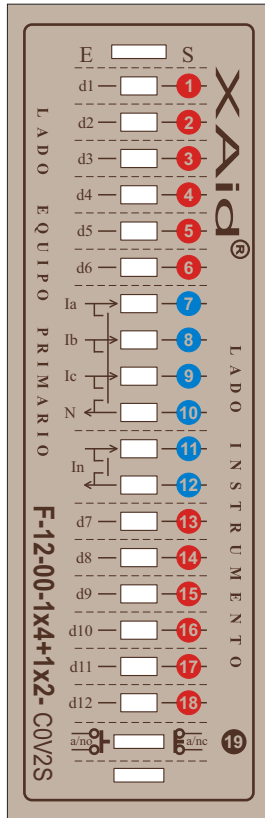 E S
d1 1
d2 2
d3 3
d4 4
d5 5
d6 6
Ia 7
Ib 8
Ic 9
N 10
In 11
12
d7 13
d8 14
d9 15
d10 16
d11 17
d12 18
a/no a/nc 19
LADO EQUIPO PRIMARIO
F-12-00-1x4+1x2- C0V2S
XAid®
LADO INSTRUMENTO